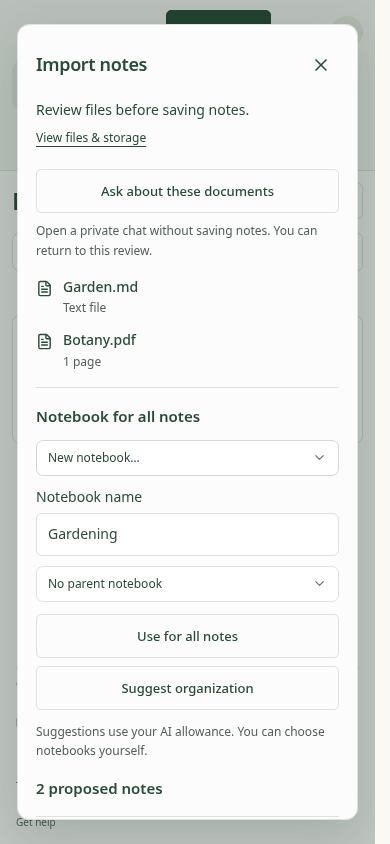 Import notes
Review files before saving notes.
View files & storage
Ask about these documents
Open a private chat without saving notes. You can
return to this review.
Garden.md
Text file
Botany.pdf
1 page
Notebook for all notes
New notebook...
Notebook name
Gardening
No parent notebook
Use for all notes
Suggest organization
Suggestions use your AI allowance. You can choose
notebooks yourself.
2 proposed notes
Get help